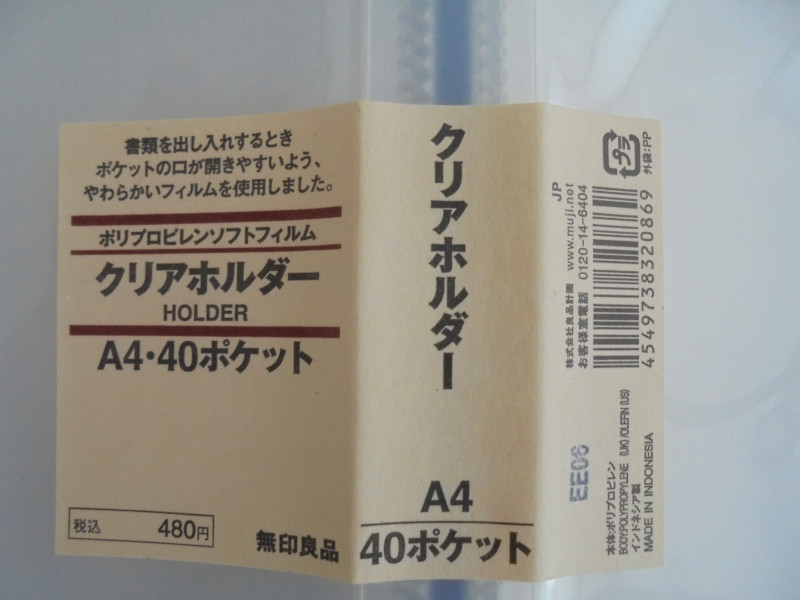 書類を出し入れするとき
ポケットの口が開きやすいよう、
やわらかいフィルムを使用しました。
ポリプロピレンソフトフィルム
クリアホルダー
HOLDER
A4・40ポケット
税込 480円
無印良品
クリアホルダー
A4
40ポケット
プラ
外袋:PP
JP
株式会社良品計画 www.muji.net
お客様室電話 0120-14-6404
4549738320869
EE06
本体:ポリプロピレン
BODY:POLYPROPYLENE (UK)/OLEFIN (US)
インドネシア製
MADE IN INDONESIA